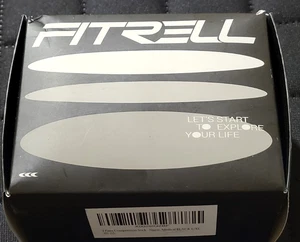 FITRELL
LET'S START
TO EXPLORE
YOUR LIFE
<<<